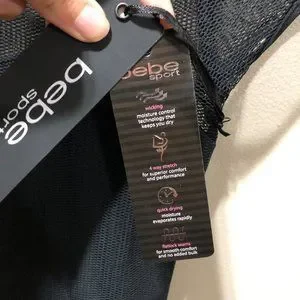 bebe
sport
bebe
sport
wicking
moisture control
technology that
keeps you dry
4 way stretch
for superior comfort
and performance
quick drying
moisture
evaporates rapidly
flatlock seams
for smooth comfort
and no added bulk